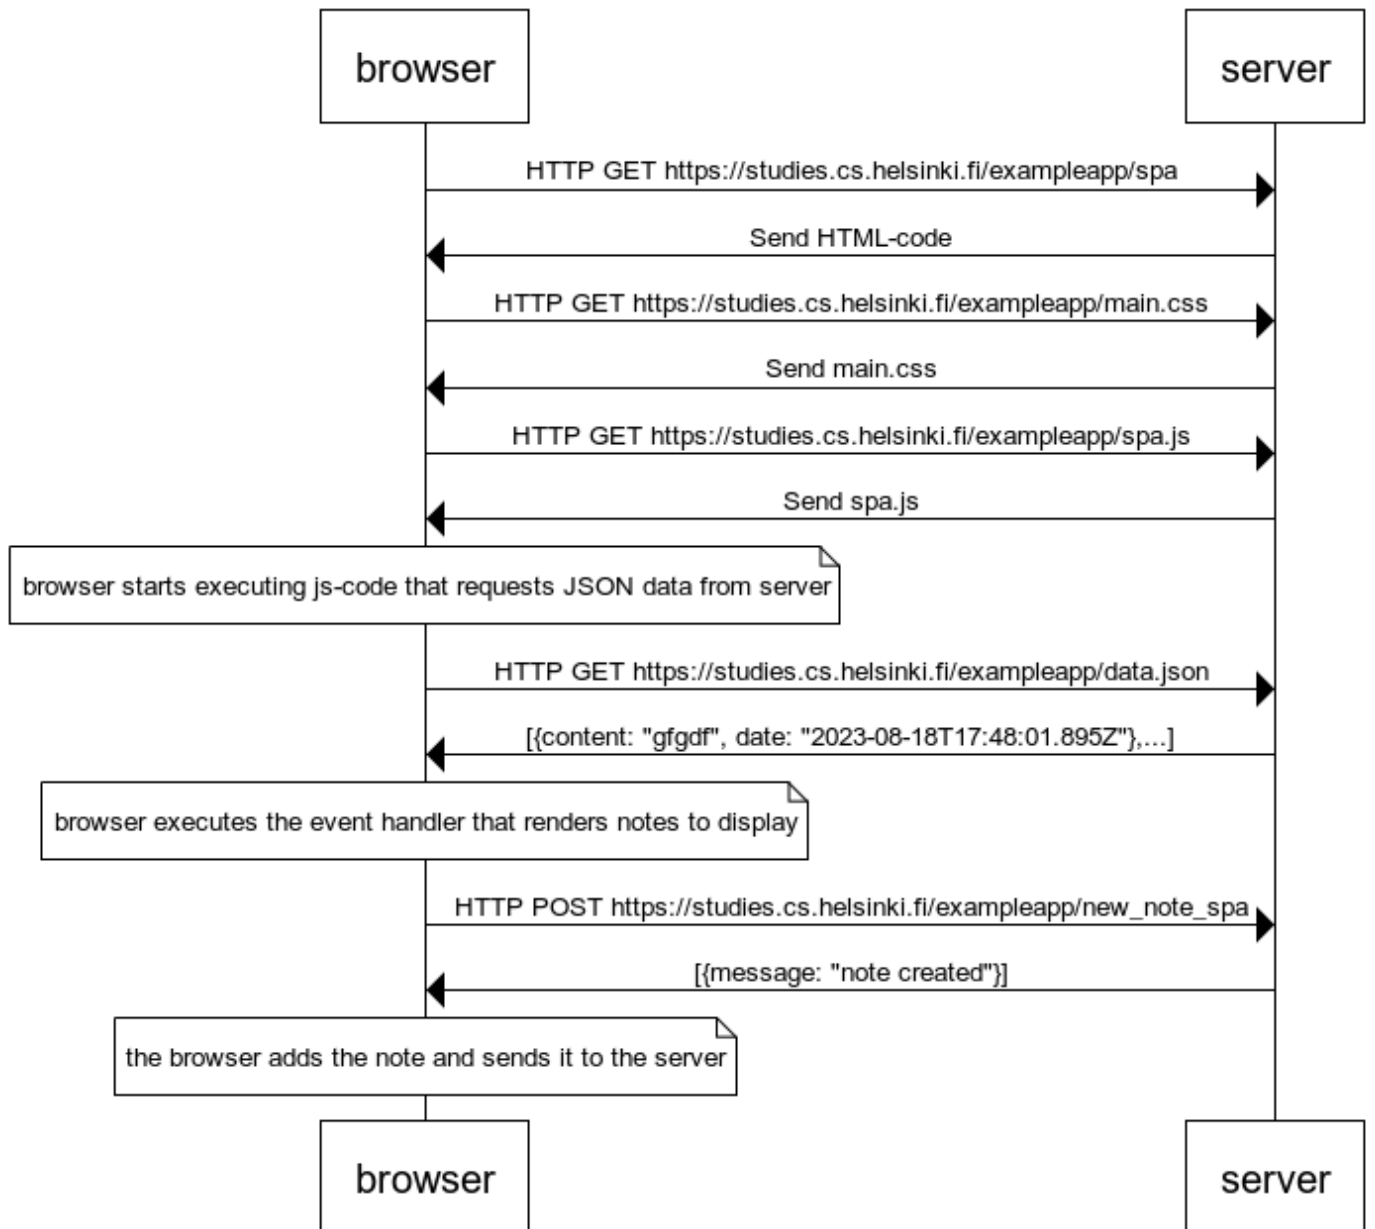 browser
server
HTTP GET https://studies.cs.helsinki.fi/exampleapp/spa
Send HTML-code
HTTP GET https://studies.cs.helsinki.fi/exampleapp/main.css
Send main.css
HTTP GET https://studies.cs.helsinki.fi/exampleapp/spa.js
Send spa.js
browser starts executing js-code that requests JSON data from server
HTTP GET https://studies.cs.helsinki.fi/exampleapp/data.json
[{content: "gfgdf", date: "2023-08-18T17:48:01.895Z"},...]
browser executes the event handler that renders notes to display
HTTP POST https://studies.cs.helsinki.fi/exampleapp/new_note_spa
[{message: "note created"}]
the browser adds the note and sends it to the server
browser
server